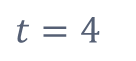 t = 4